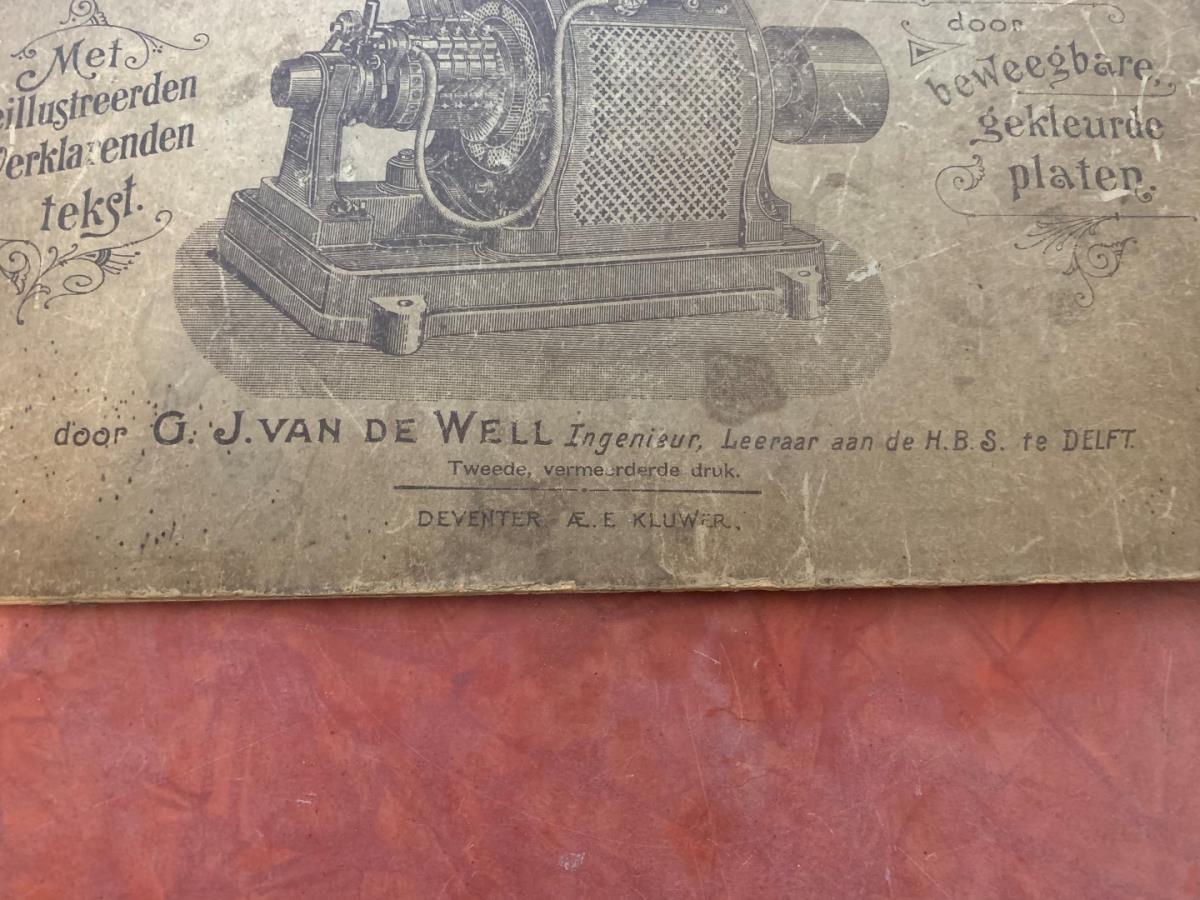 Met
geïllustreerden
verklarenden
tekst.
door
beweegbare,
gekleurde
platen.
door G. J. VAN DE WELL Ingenieur, Leeraar aan de H.B.S. te DELFT.
Tweede, vermeerderde druk.
DEVENTER Æ. E KLUWER.